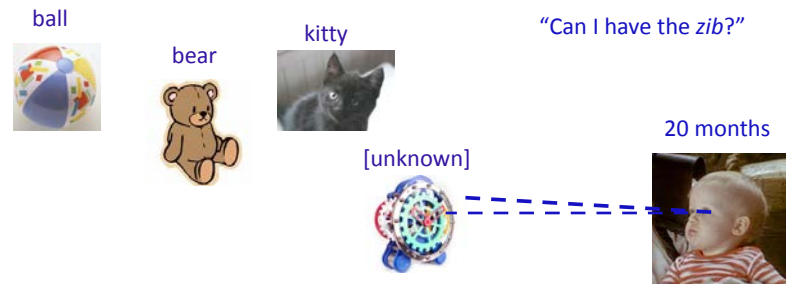 ball
bear
kitty
"Can I have the zib?"
20 months
[unknown]